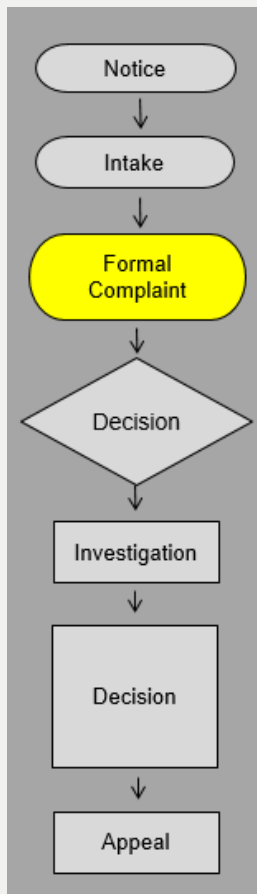 Notice
Intake
Formal
Complaint
Decision
Investigation
Decision
Appeal